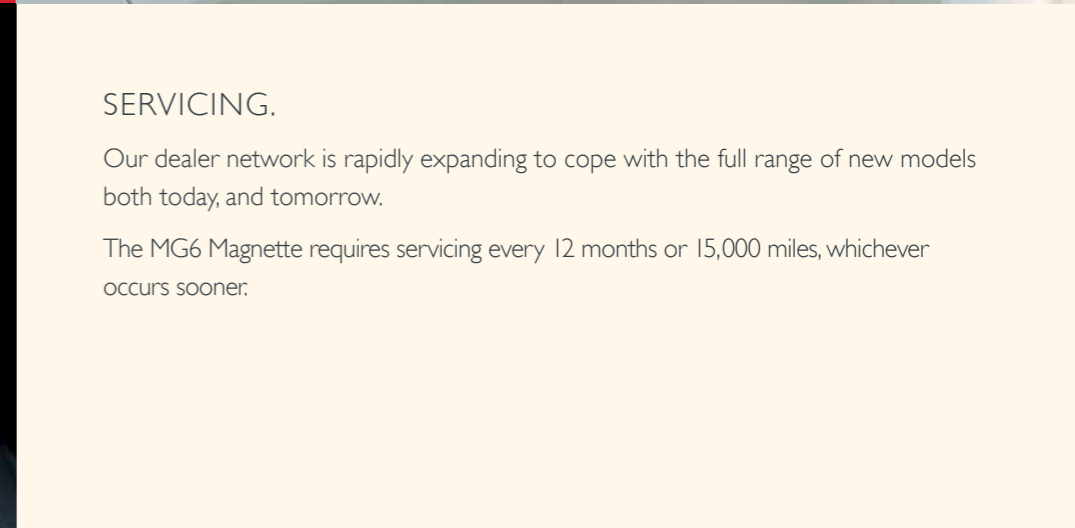 SERVICING.
Our dealer network is rapidly expanding to cope with the full range of new models
both today, and tomorrow.
The MG6 Magnette requires servicing every 12 months or 15,000 miles, whichever
occurs sooner.